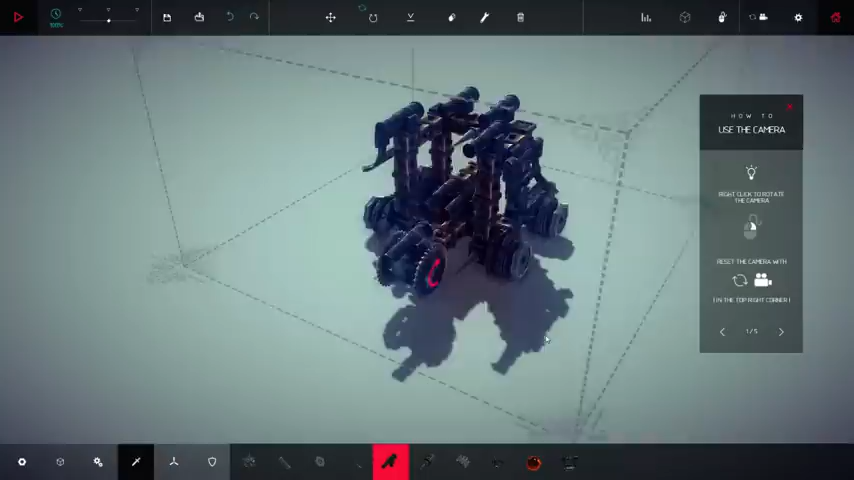 100%
HOW TO
USE THE CAMERA
RIGHT CLICK TO ROTATE
THE CAMERA
RESET THE CAMERA WITH
( IN THE TOP RIGHT CORNER )
1/5